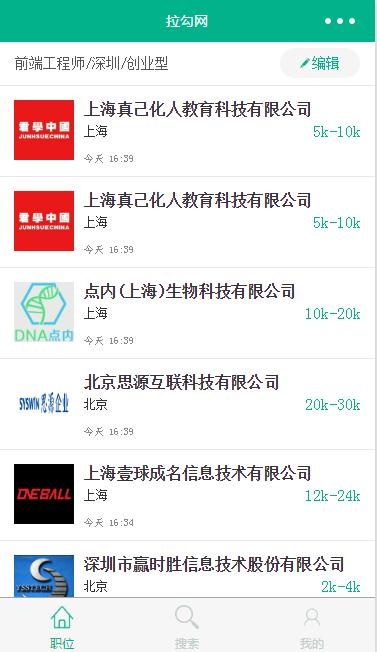 拉勾网
前端工程师/深圳/创业型
编辑
君學中國
JUNHSUECHINA
上海真己化人教育科技有限公司
上海
5k-10k
今天 16:39
君學中國
JUNHSUECHINA
上海真己化人教育科技有限公司
上海
5k-10k
今天 16:39
DNA点内
点内(上海)生物科技有限公司
上海
10k-20k
今天 16:39
SYSWIN 思源企业
北京思源互联科技有限公司
北京
20k-30k
今天 16:39
ONEBALL
上海壹球成名信息技术有限公司
上海
12k-24k
今天 16:34
TSSTECH
深圳市赢时胜信息技术股份有限公司
北京
2k-4k
职位
搜索
我的